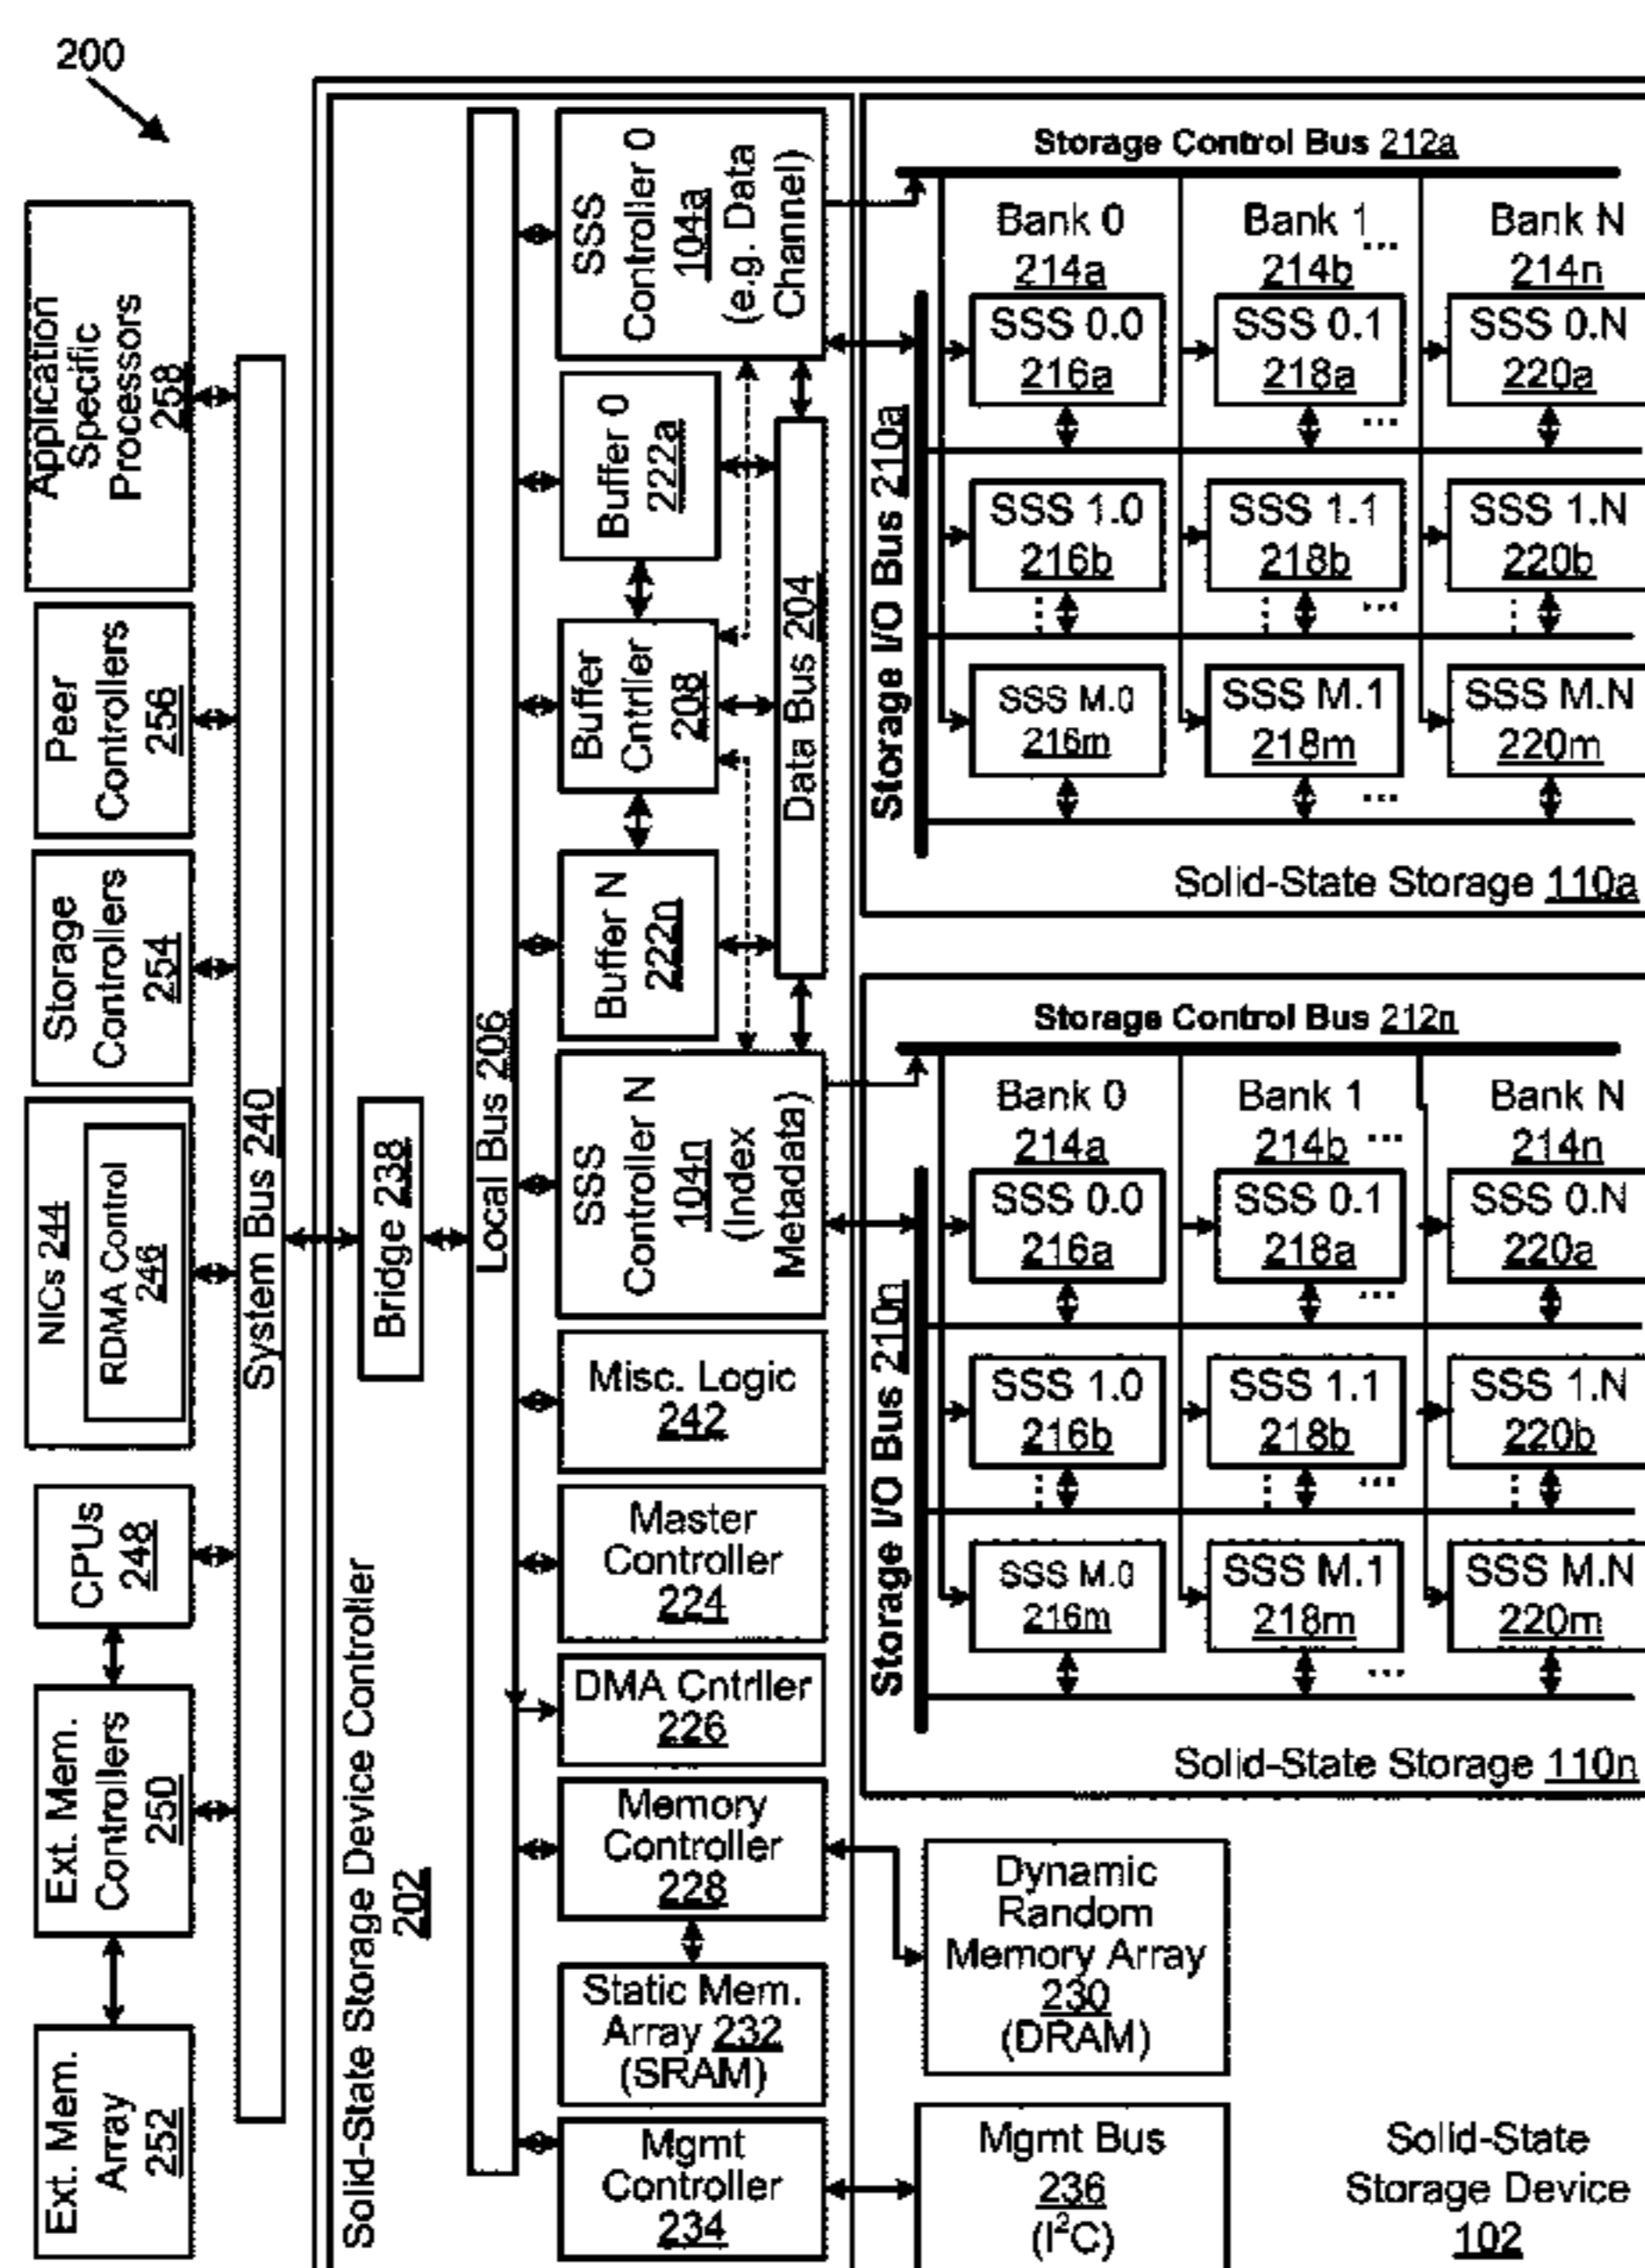 200
Application
Specific
Processors
258
Peer
Controllers
256
Storage
Controllers
254
NICs 244
RDMA Control
246
CPUs
248
Ext. Mem.
Controllers
250
Ext. Mem.
Array
252
System Bus 240
Solid-State Storage Device Controller
202
Bridge 238
Local Bus 206
SSS
Controller 0
104a
(e.g. Data
Channel)
Buffer 0
222a
Buffer
Cntrller
208
Buffer N
222n
Data Bus 204
SSS
Controller N
104n
(Index
Metadata)
Misc. Logic
242
Master
Controller
224
DMA Cntrller
226
Memory
Controller
228
Static Mem.
Array 232
(SRAM)
Mgmt
Controller
234
Storage Control Bus 212a
Storage I/O Bus 210a
Bank 0
214a
Bank 1
214b ...
Bank N
214n
SSS 0.0
216a
SSS 0.1
218a
...
SSS 0.N
220a
SSS 1.0
216b
...
SSS 1.1
218b
... ...
SSS 1.N
220b
...
SSS M.0
216m
SSS M.1
218m
...
SSS M.N
220m
Solid-State Storage 110a
Storage Control Bus 212n
Storage I/O Bus 210n
Bank 0
214a
Bank 1
214b ...
Bank N
214n
SSS 0.0
216a
SSS 0.1
218a
...
SSS 0.N
220a
SSS 1.0
216b
...
SSS 1.1
218b
... ...
SSS 1.N
220b
...
SSS M.0
216m
SSS M.1
218m
...
SSS M.N
220m
Solid-State Storage 110n
Dynamic
Random
Memory Array
230
(DRAM)
Mgmt Bus
236
(I²C)
Solid-State
Storage Device
102